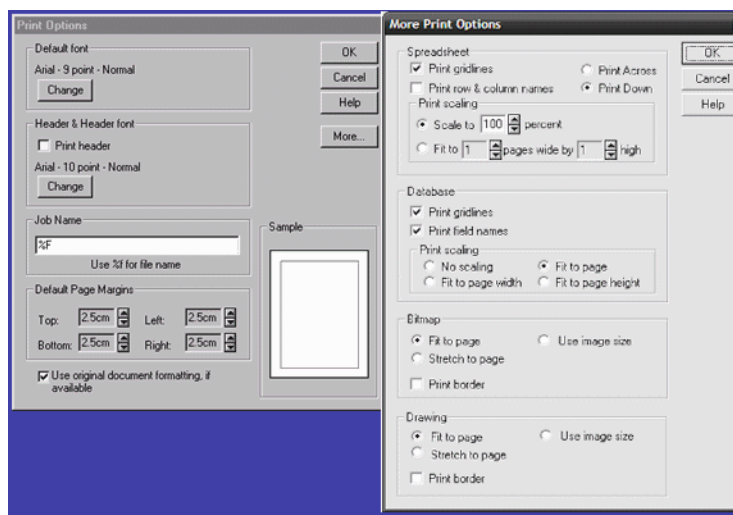 Print Options
Default font
Arial - 9 point - Normal
Change
Header & Header font
Print header
Arial - 10 point - Normal
Change
Job Name
%F
Use %f for file name
Default Page Margins
Top: 2.5cm Left: 2.5cm
Bottom: 2.5cm Right: 2.5cm
Use original document formatting, if
available
OK
Cancel
Help
More...
Sample
More Print Options
Spreadsheet
Print gridlines Print Across
Print row & column names Print Down
Print scaling
Scale to 100 percent
Fit to 1 pages wide by 1 high
Database
Print gridlines
Print field names
Print scaling
No scaling Fit to page
Fit to page width Fit to page height
Bitmap
Fit to page Use image size
Stretch to page
Print border
Drawing
Fit to page Use image size
Stretch to page
Print border
OK
Cancel
Help